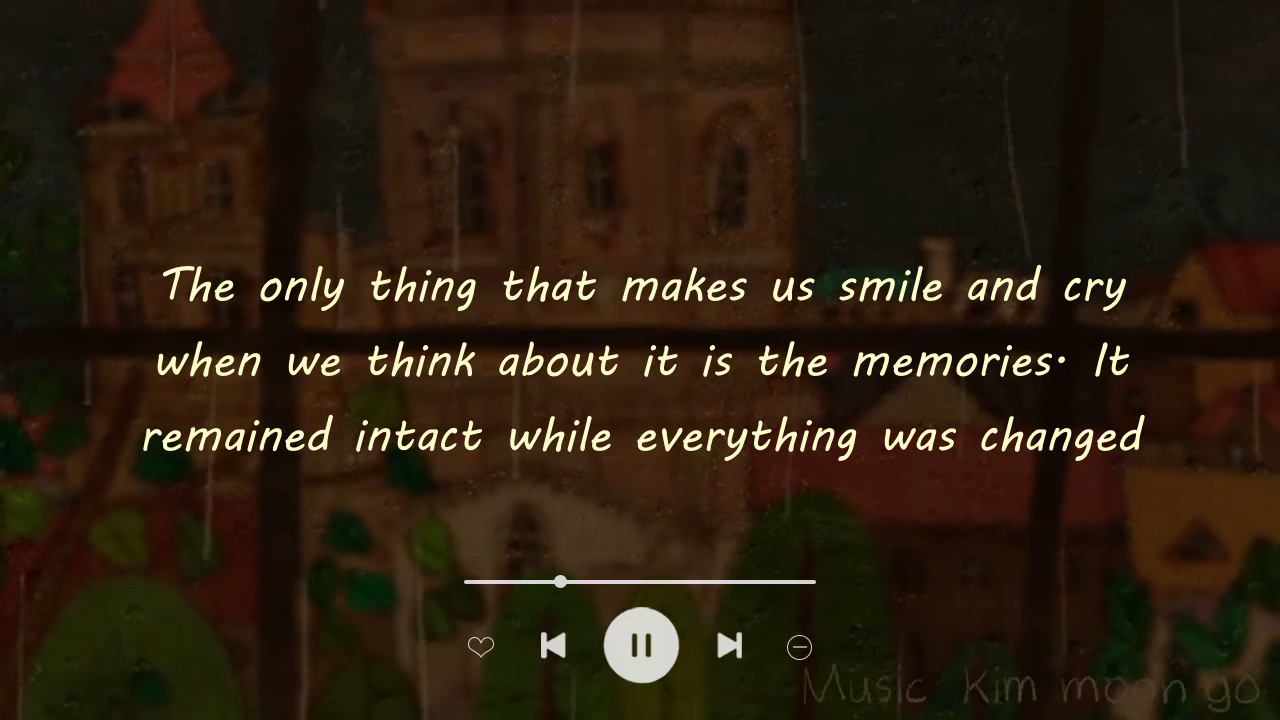 The only thing that makes us smile and cry
when we think about it is the memories. It
remained intact while everything was changed
Music Kim moon go